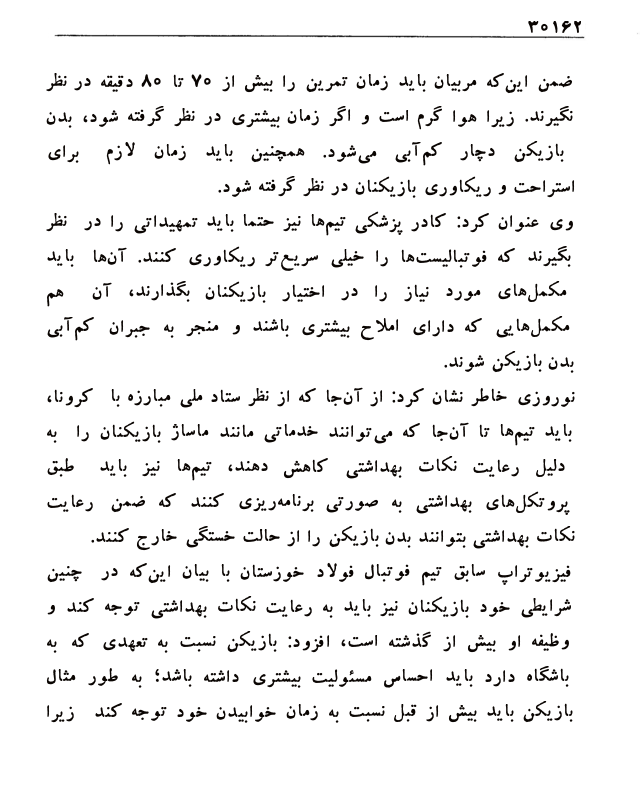 ۳۰۱۶۲
ضمن این‌که مربیان باید زمان تمرین را بیش از ۷۰ تا ۸۰ دقیقه در نظر
نگیرند. زیرا هوا گرم است و اگر زمان بیشتری در نظر گرفته شود، بدن
بازیکن دچار کم‌آبی می‌شود. همچنین باید زمان لازم برای
استراحت و ریکاوری بازیکنان در نظر گرفته شود.
وی عنوان کرد: کادر پزشکی تیم‌ها نیز حتما باید تمهیداتی را در نظر
بگیرند که فوتبالیست‌ها را خیلی سریع‌تر ریکاوری کنند. آن‌ها باید
مکمل‌های مورد نیاز را در اختیار بازیکنان بگذارند، آن هم
مکمل‌هایی که دارای املاح بیشتری باشند و منجر به جبران کم‌آبی
بدن بازیکن شوند.
نوروزی خاطر نشان کرد: از آن‌جا که از نظر ستاد ملی مبارزه با کرونا،
باید تیم‌ها تا آن‌جا که می‌توانند خدماتی مانند ماساژ بازیکنان را به
دلیل رعایت نکات بهداشتی کاهش دهند، تیم‌ها نیز باید طبق
پروتکل‌های بهداشتی به صورتی برنامه‌ریزی کنند که ضمن رعایت
نکات بهداشتی بتوانند بدن بازیکن را از حالت خستگی خارج کنند.
فیزیوتراپ سابق تیم فوتبال فولاد خوزستان با بیان این‌که در چنین
شرایطی خود بازیکنان نیز باید به رعایت نکات بهداشتی توجه کند و
وظیفه او بیش از گذشته است، افزود: بازیکن نسبت به تعهدی که به
باشگاه دارد باید احساس مسئولیت بیشتری داشته باشد؛ به طور مثال
بازیکن باید بیش از قبل نسبت به زمان خوابیدن خود توجه کند زیرا